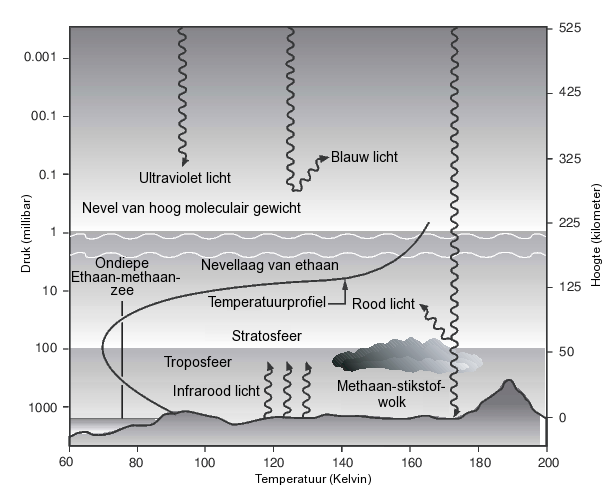 0.001
00.1
0.1
1
10
100
1000
Druk (millibar)
525
425
325
225
125
50
0
Hoogte (kilometer)
Ultraviolet licht
Blauw licht
Nevel van hoog moleculair gewicht
Ondiepe
Ethaan-methaan-
zee
Nevellaag van ethaan
Temperatuurprofiel
Rood licht
Stratosfeer
Troposfeer
Infrarood licht
Methaan-stikstof-
wolk
60
80
100
120
140
160
180
200
Temperatuur (Kelvin)